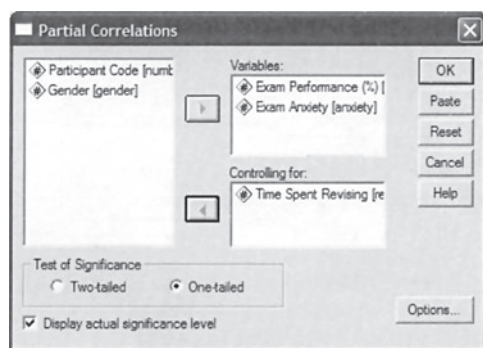 Partial Correlations
Participant Code [numb
Gender [gender]
Variables:
Exam Performance (%) [
Exam Anxiety [anxiety]
Controlling for:
Time Spent Revising [re
OK
Paste
Reset
Cancel
Help
Test of Significance
Two-tailed
One-tailed
Display actual significance level
Options...